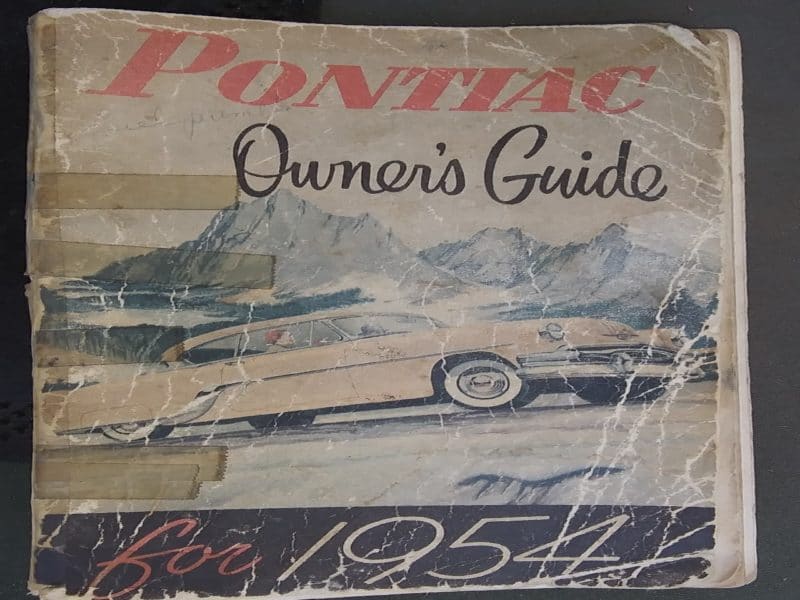 PONTIAC
Owner's Guide
for 1954